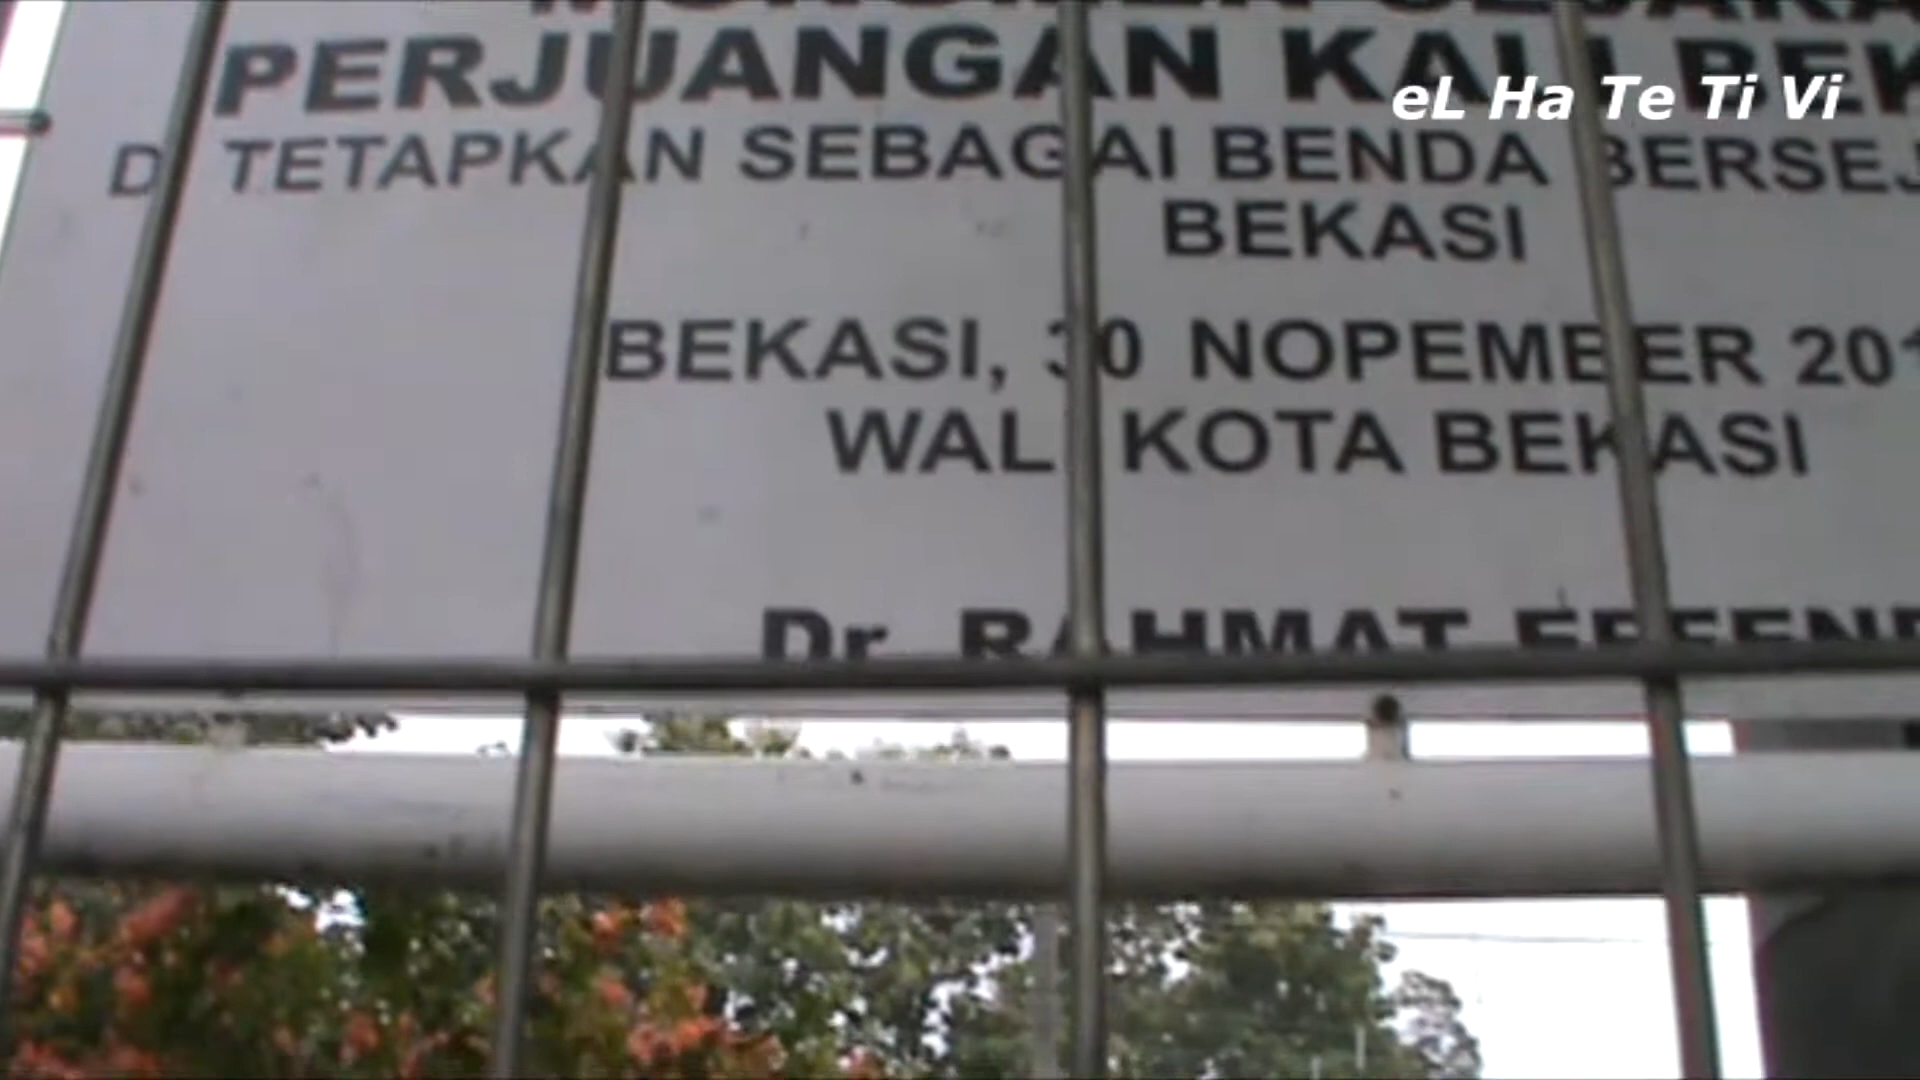 PERJUANGAN KALI BEK
DI TETAPKAN SEBAGAI BENDA BERSEJ
BEKASI
BEKASI, 30 NOPEMBER 201
WALI KOTA BEKASI
Dr. RAHMAT EFFEND
eL Ha Te Ti Vi